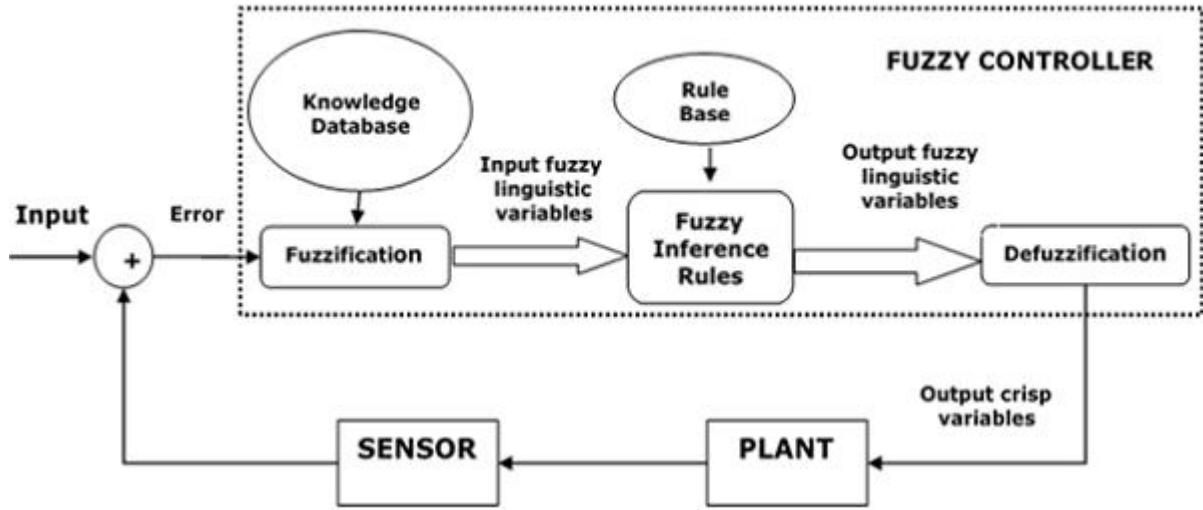 FUZZY CONTROLLER
Knowledge
Database
Rule
Base
Input fuzzy
linguistic
variables
Output fuzzy
linguistic
variables
Input
Error
+
Fuzzification
Fuzzy
Inference
Rules
Defuzzification
Output crisp
variables
SENSOR
PLANT